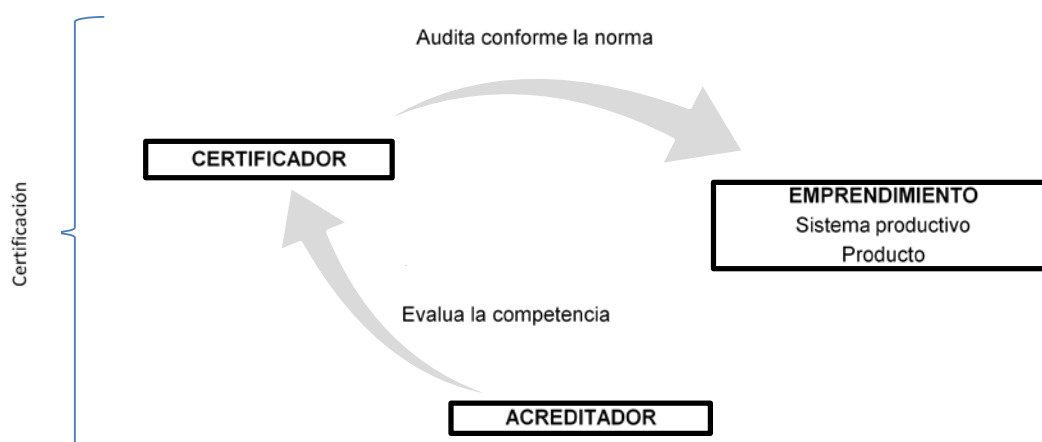 Audita conforme la norma
CERTIFICADOR
Certificación
EMPRENDIMIENTO
Sistema productivo
Producto
Evalua la competencia
ACREDITADOR